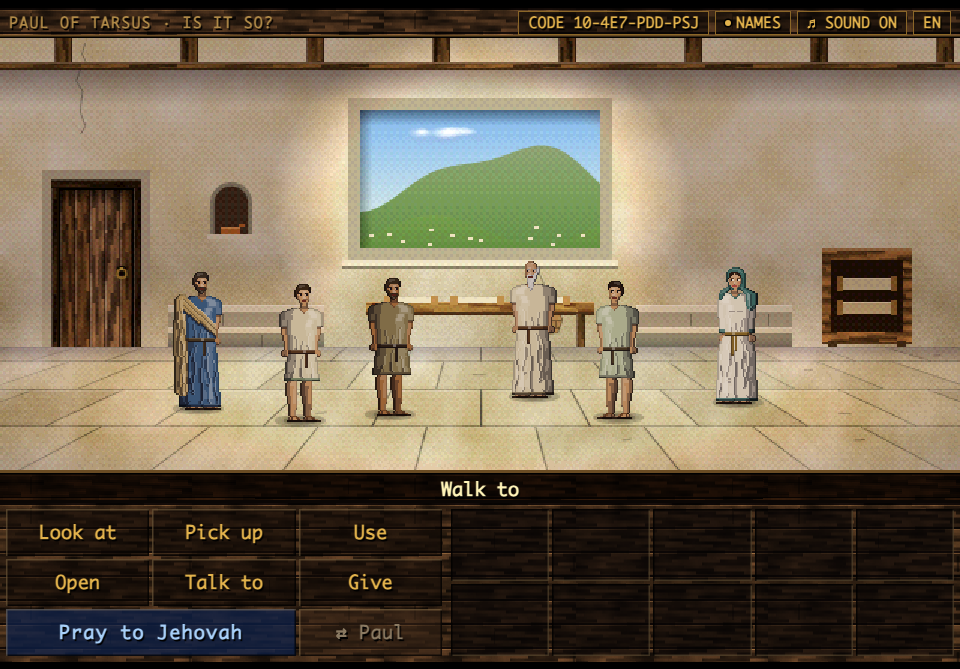 PAUL OF TARSUS · IS IT SO?
CODE 10-4E7-PDD-PSJ
• NAMES
♬ SOUND ON
EN
Walk to
Look at
Pick up
Use
Open
Talk to
Give
Pray to Jehovah
⇄ Paul